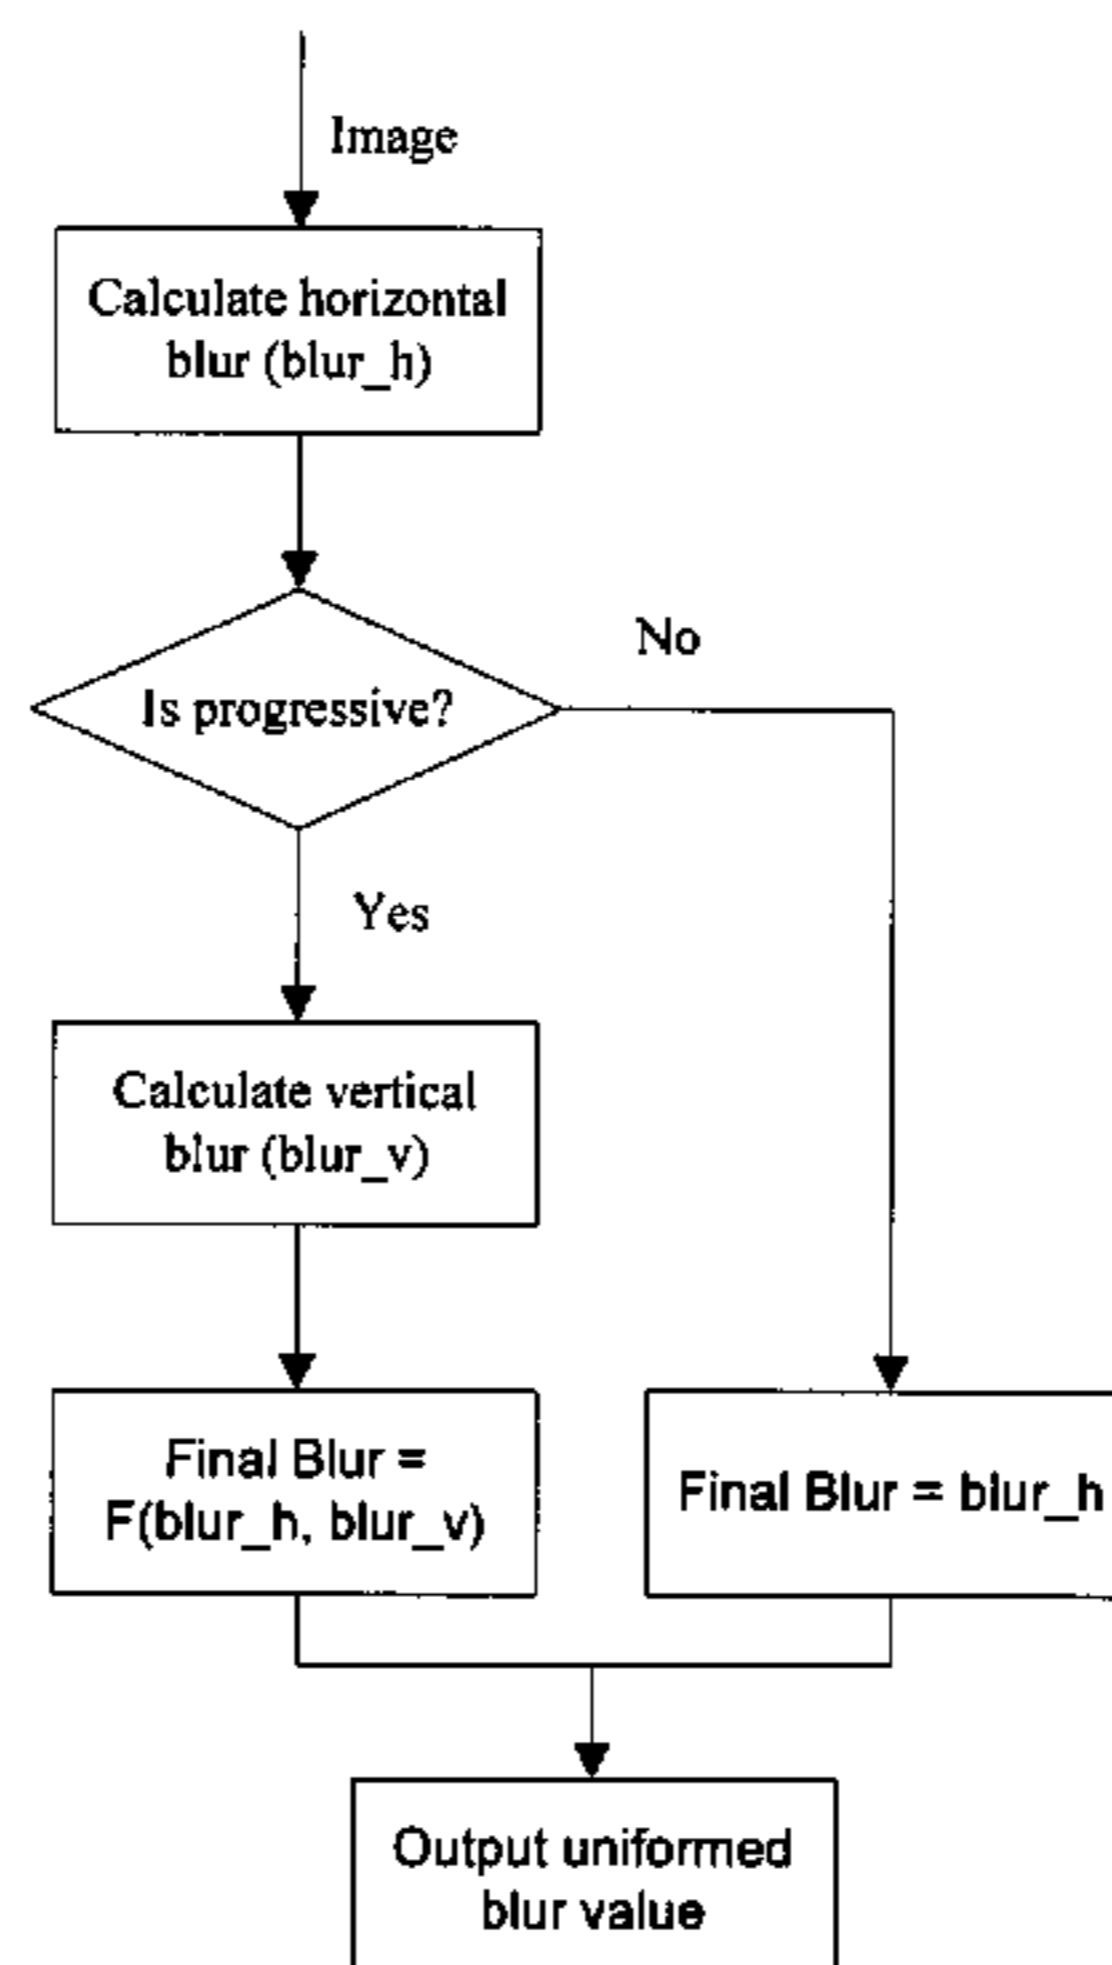 Image
Calculate horizontal
blur (blur_h)
No
Is progressive?
Yes
Calculate vertical
blur (blur_v)
Final Blur =
F(blur_h, blur_v)
Final Blur = blur_h
Output uniformed
blur value